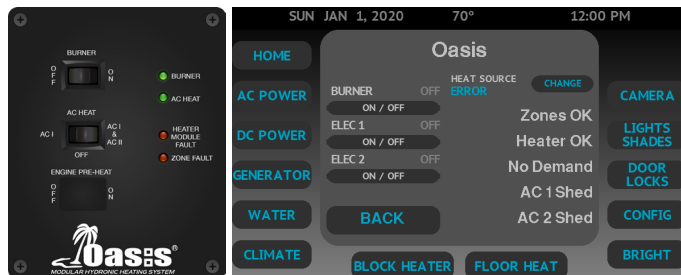 BURNER
OFF
ON
BURNER
AC HEAT
AC HEAT
AC I
AC I
&
AC II
OFF
HEATER
MODULE
FAULT
ZONE FAULT
ENGINE PRE-HEAT
OFF
ON
Oasis®
MODULAR HYDRONIC HEATING SYSTEM
SUN JAN 1, 2020 70° 12:00 PM
HOME
AC POWER
DC POWER
GENERATOR
WATER
CLIMATE
Oasis
BURNER OFF
ON / OFF
ELEC 1 OFF
ON / OFF
ELEC 2 OFF
ON / OFF
BACK
HEAT SOURCE
ERROR
CHANGE
Zones OK
Heater OK
No Demand
AC 1 Shed
AC 2 Shed
BLOCK HEATER
FLOOR HEAT
CAMERA
LIGHTS
SHADES
DOOR
LOCKS
CONFIG
BRIGHT